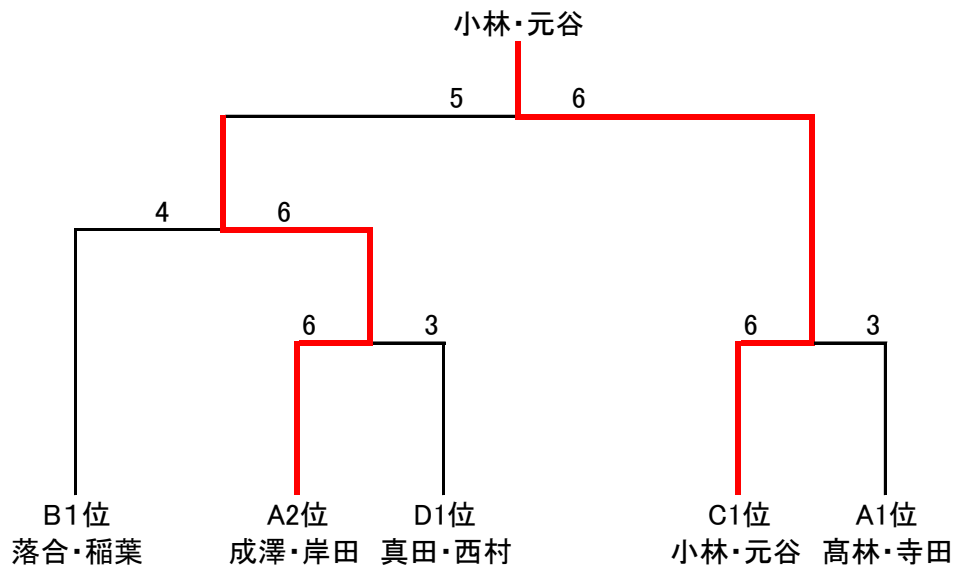 小林・元谷
5 6
4 6
6 3 6 3
B1位 A2位 D1位 C1位 A1位
落合・稲葉 成澤・岸田 真田・西村 小林・元谷 髙林・寺田